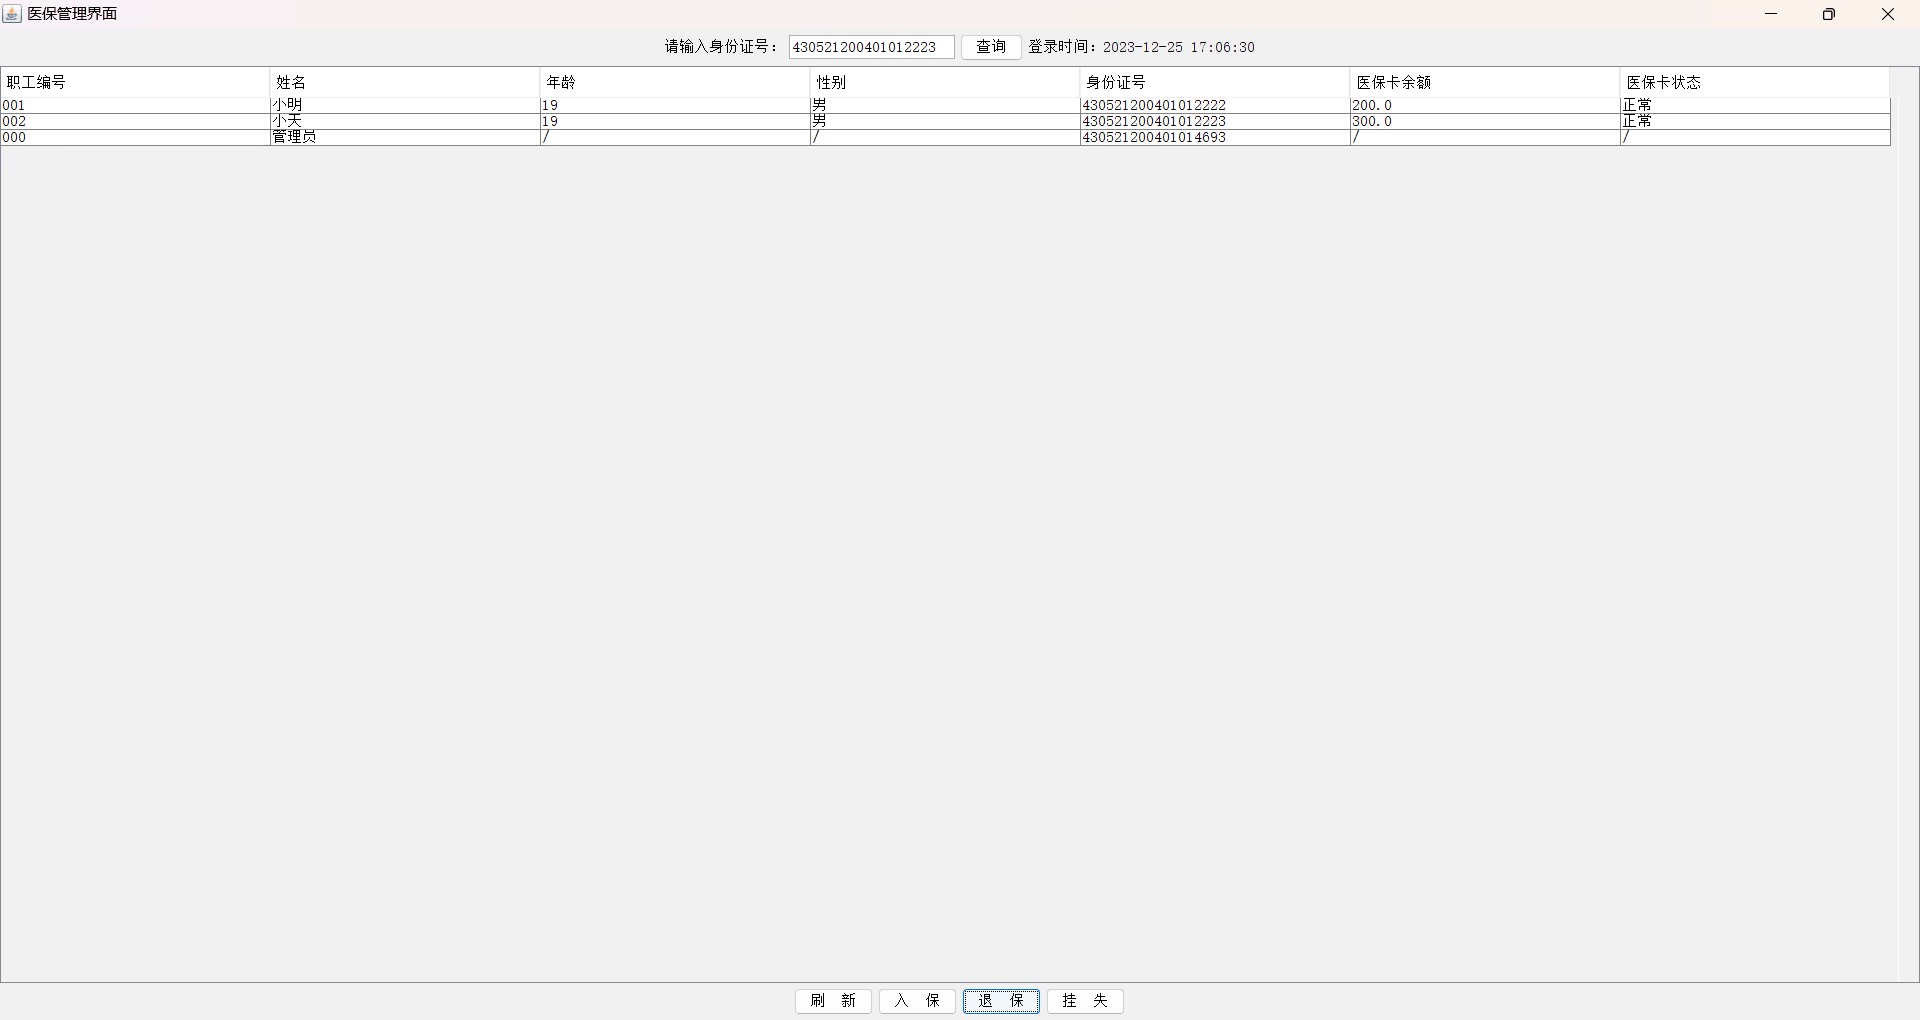 医保管理界面
请输入身份证号： 430521200401012223 查询 登录时间：2023-12-25 17:06:30
职工编号 姓名 年龄 性别 身份证号 医保卡余额 医保卡状态
001 小明 19 男 430521200401012222 200.0 正常
002 小天 19 男 430521200401012223 300.0 正常
000 管理员 / / 430521200401014693 / /
刷 新 入 保 退 保 挂 失